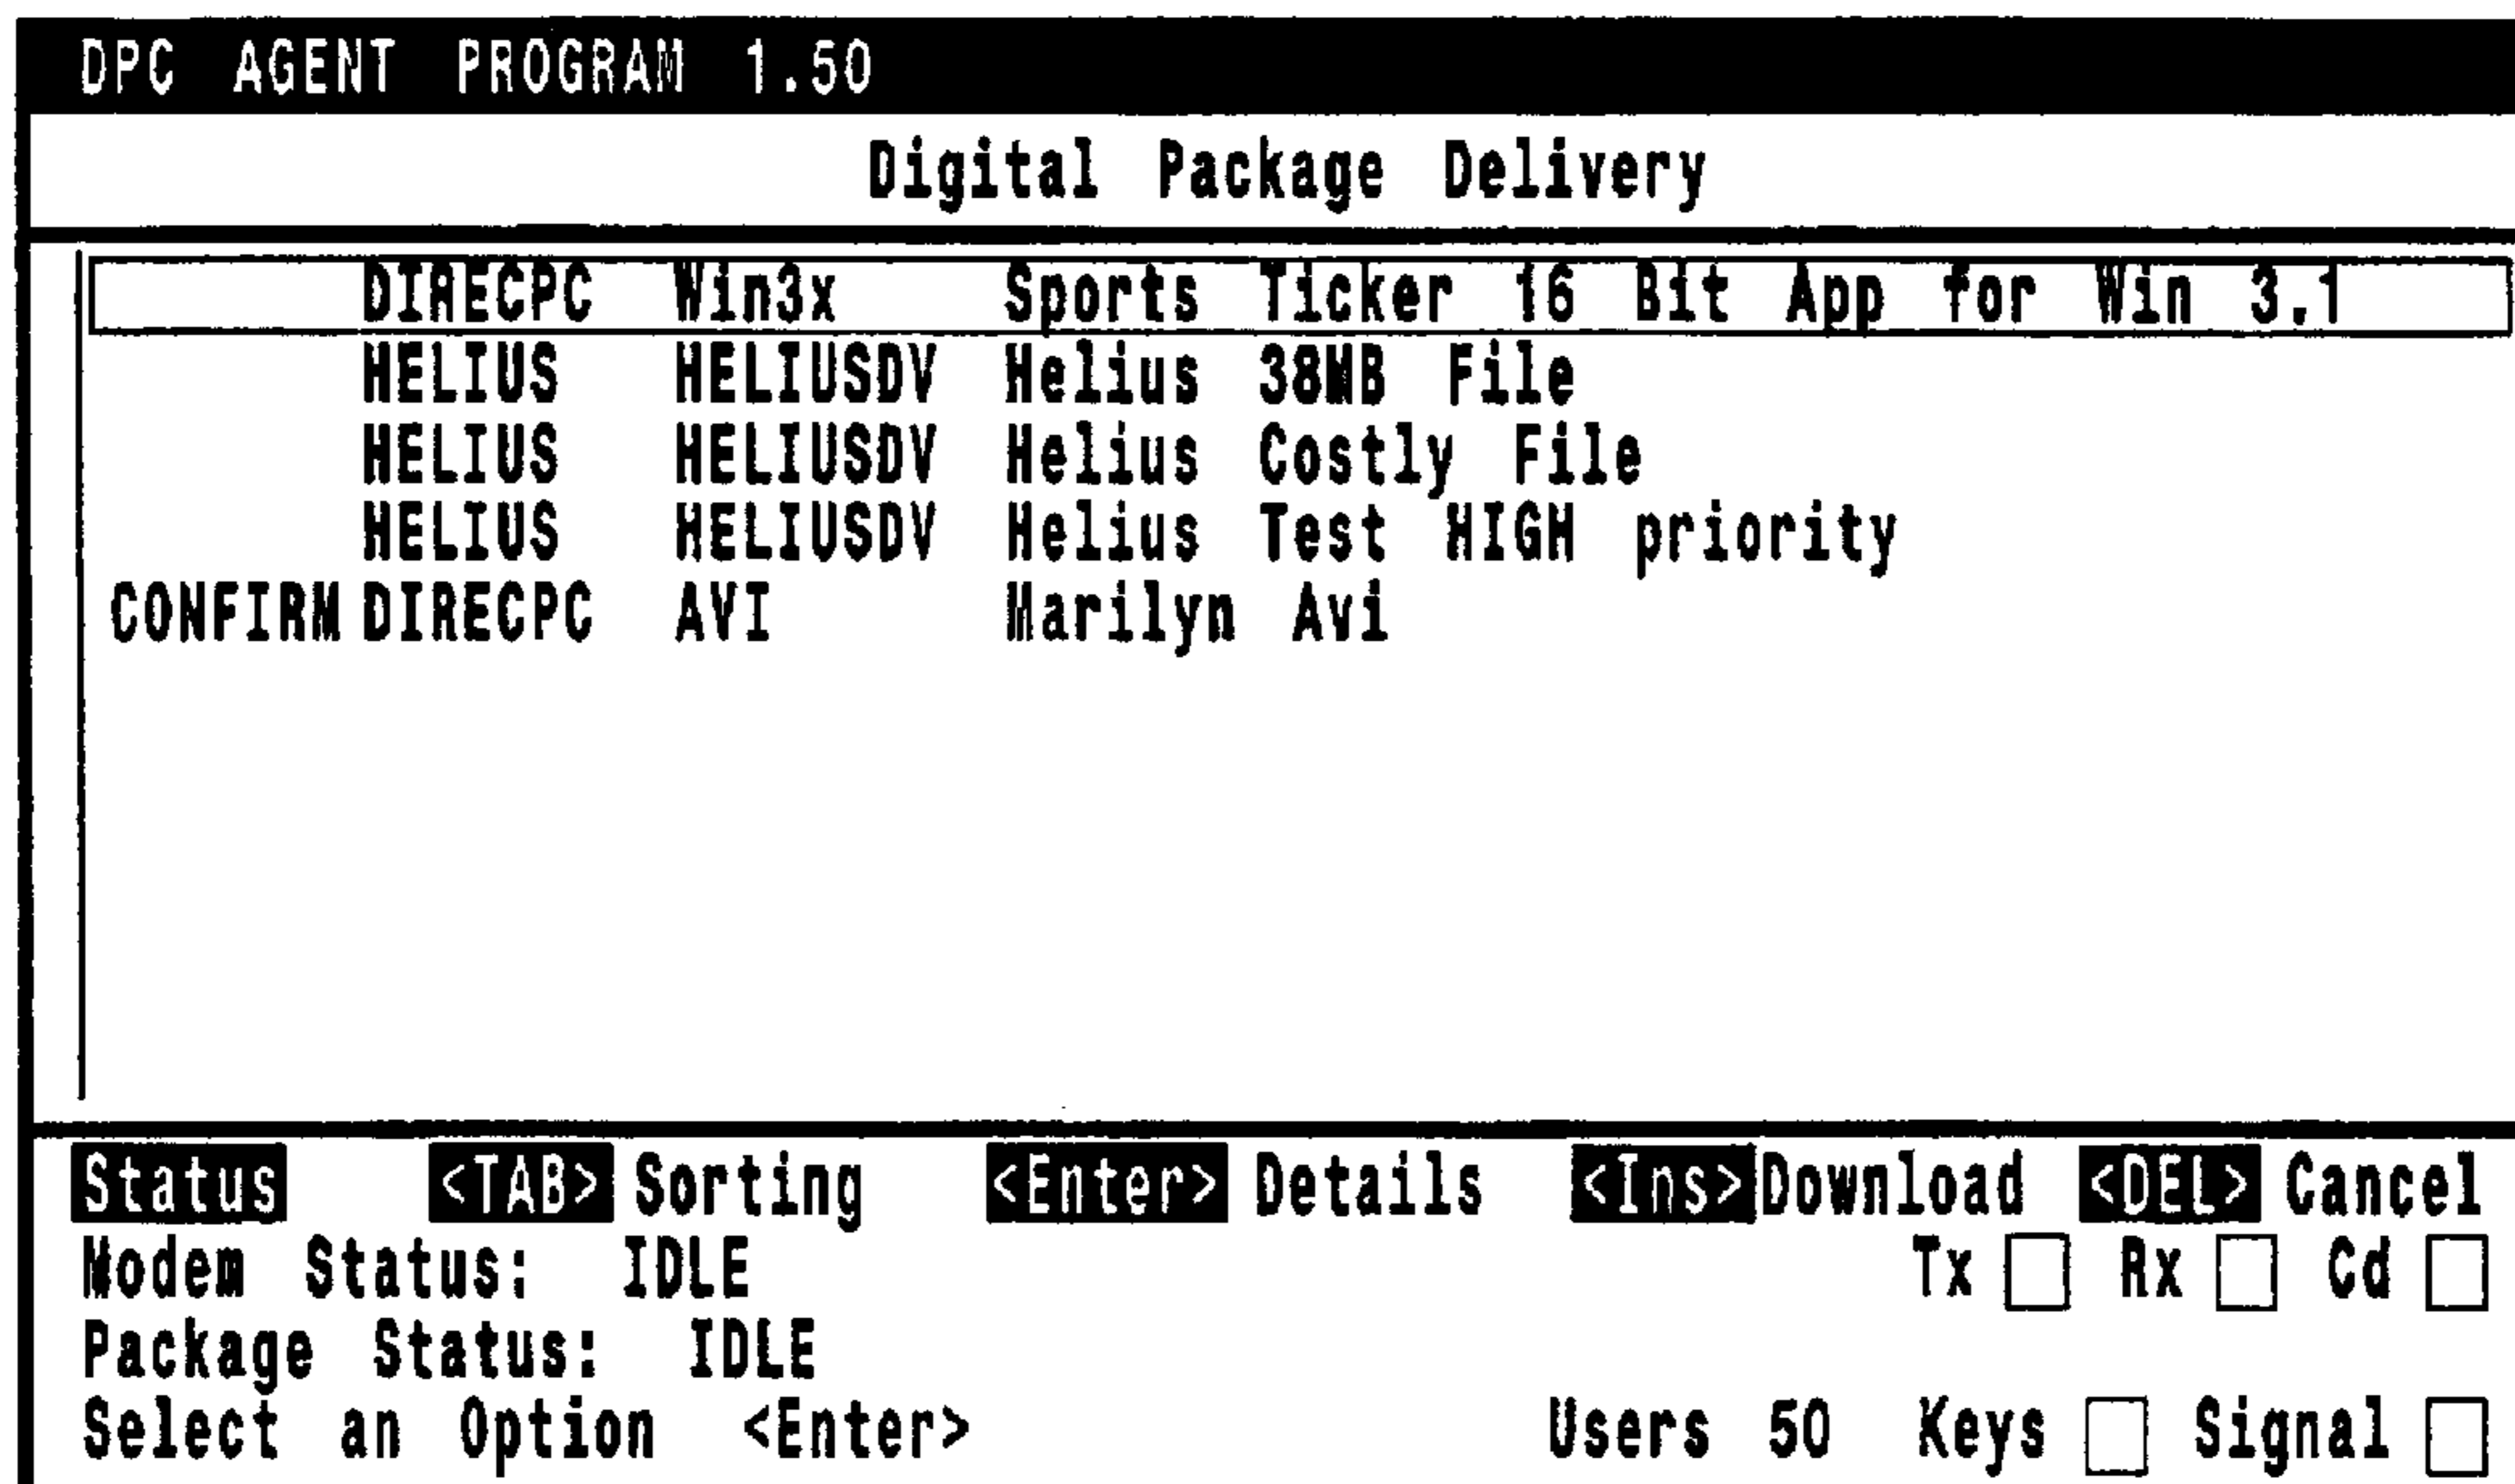 DPC AGENT PROGRAM 1.50
Digital Package Delivery
DIRECPC Win3x Sports Ticker 16 Bit App for Win 3.1
HELIUS HELIUSDV Helius 38MB File
HELIUS HELIUSDV Helius Costly File
HELIUS HELIUSDV Helius Test HIGH priority
CONFIRM DIRECPC AVI Marilyn Avi
Status <TAB> Sorting <Enter> Details <Ins> Download <DEL> Cancel
Modem Status: IDLE Tx Rx Cd
Package Status: IDLE
Select an Option <Enter> Users 50 Keys Signal